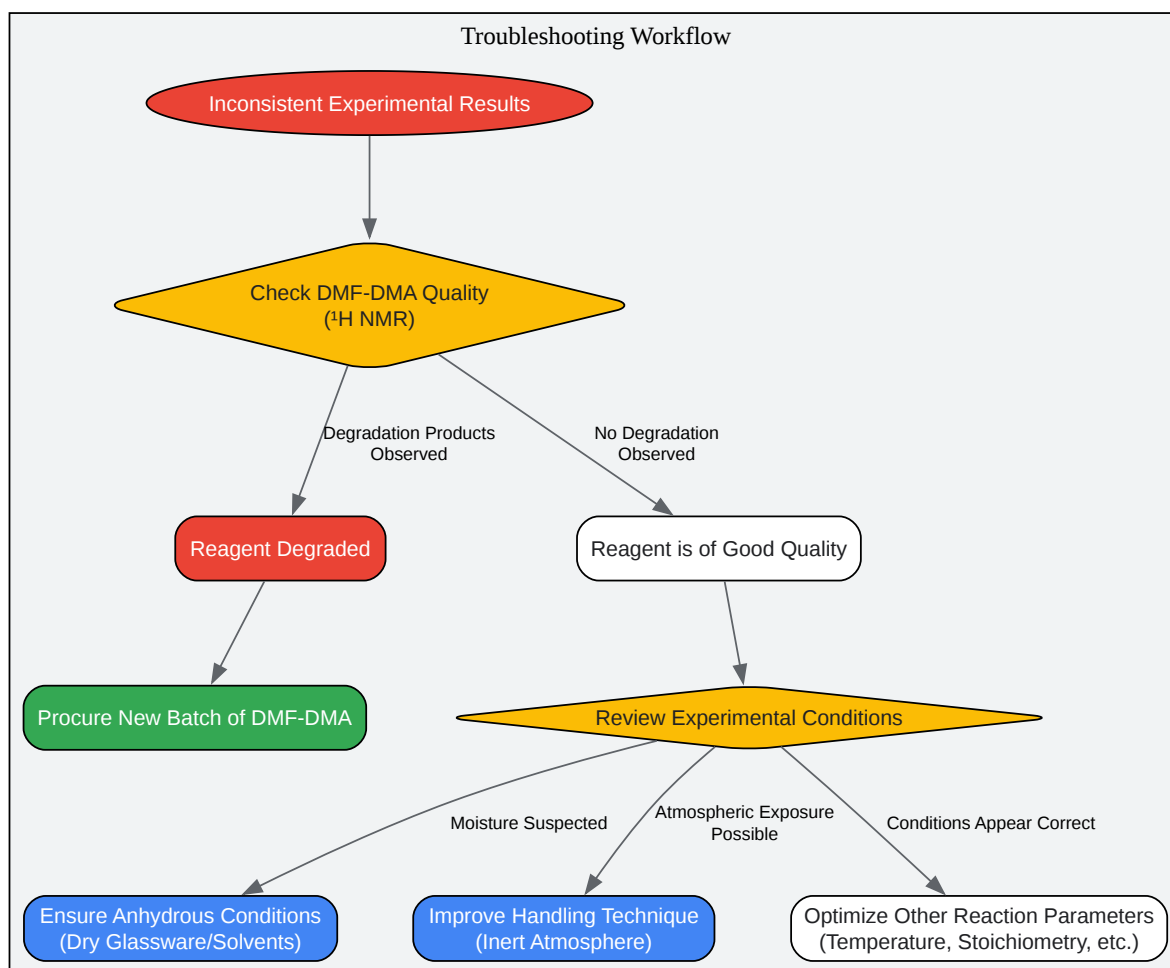 Troubleshooting Workflow
Inconsistent Experimental Results
Check DMF-DMA Quality
(¹H NMR)
Degradation Products
Observed
No Degradation
Observed
Reagent Degraded
Reagent is of Good Quality
Procure New Batch of DMF-DMA
Review Experimental Conditions
Moisture Suspected
Atmospheric Exposure
Possible
Conditions Appear Correct
Ensure Anhydrous Conditions
(Dry Glassware/Solvents)
Improve Handling Technique
(Inert Atmosphere)
Optimize Other Reaction Parameters
(Temperature, Stoichiometry, etc.)